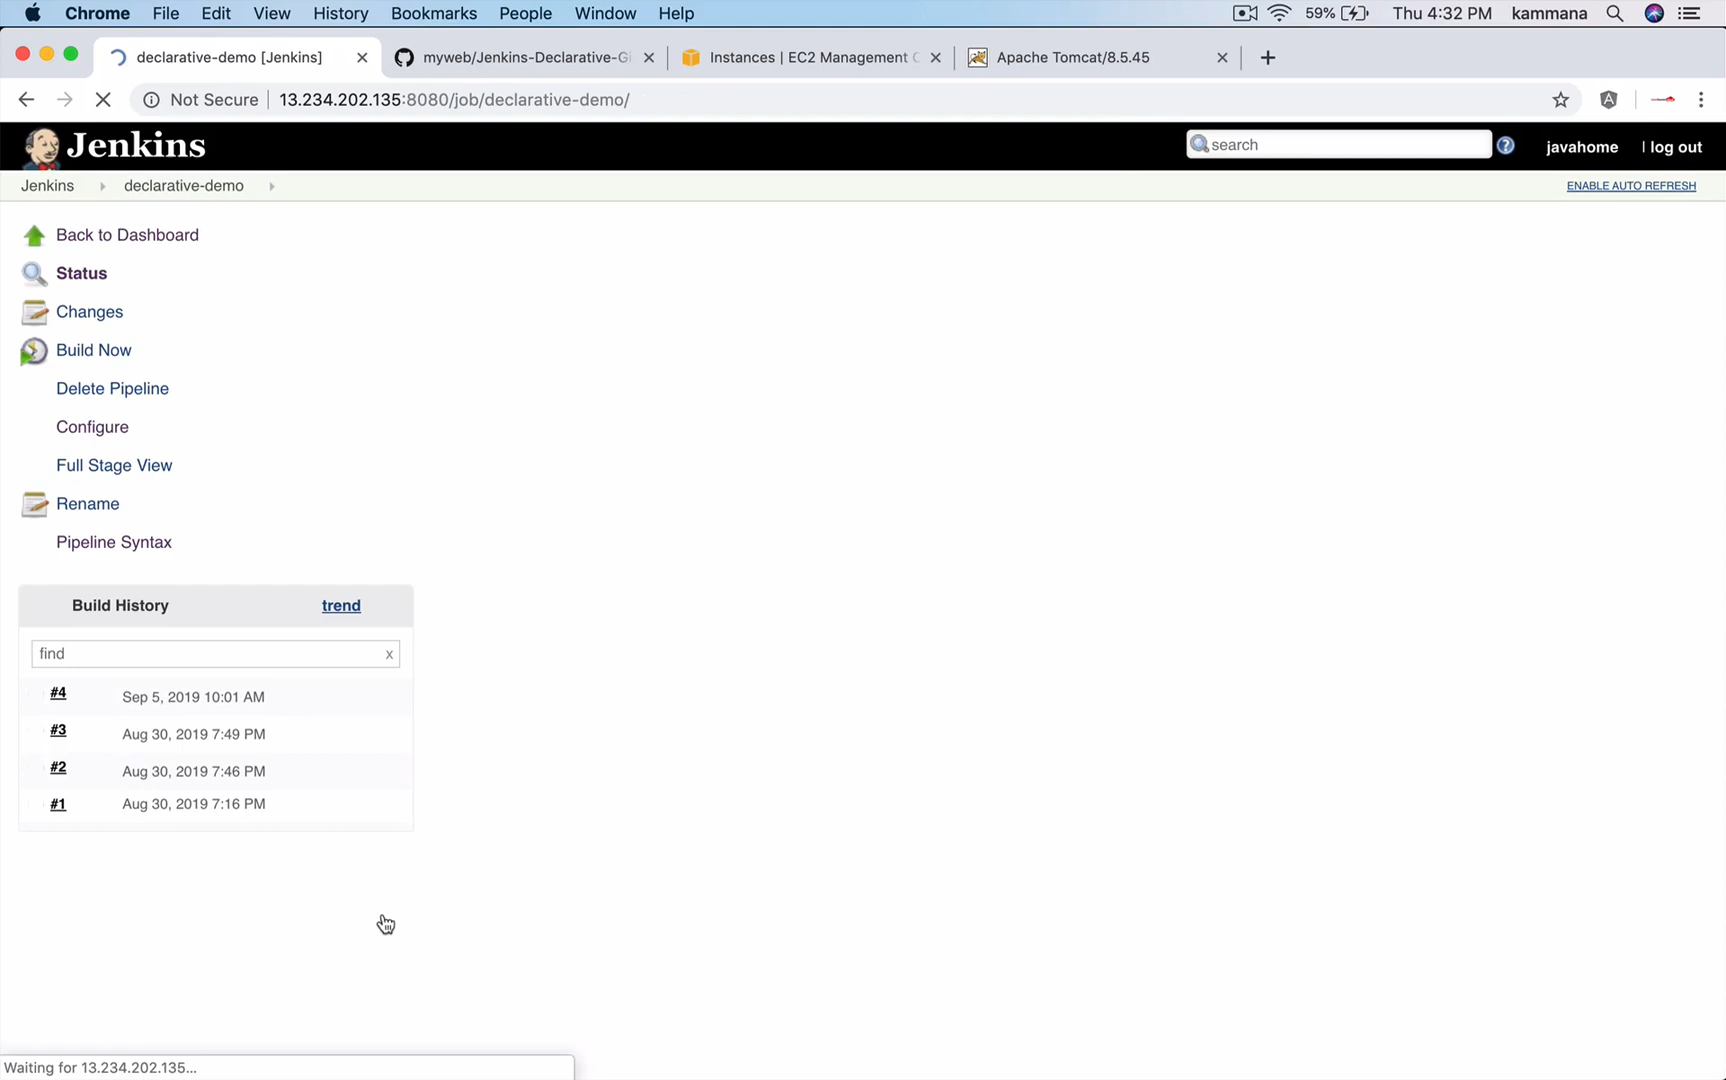 Chrome File Edit View History Bookmarks People Window Help 59% Thu 4:32 PM kammana
declarative-demo [Jenkins] myweb/Jenkins-Declarative-Gi Instances | EC2 Management C Apache Tomcat/8.5.45
Not Secure 13.234.202.135:8080/job/declarative-demo/
Jenkins search ? javahome | log out
Jenkins declarative-demo ENABLE AUTO REFRESH
Back to Dashboard
Status
Changes
Build Now
Delete Pipeline
Configure
Full Stage View
Rename
Pipeline Syntax
Build History trend
find x
#4 Sep 5, 2019 10:01 AM
#3 Aug 30, 2019 7:49 PM
#2 Aug 30, 2019 7:46 PM
#1 Aug 30, 2019 7:16 PM
Waiting for 13.234.202.135...